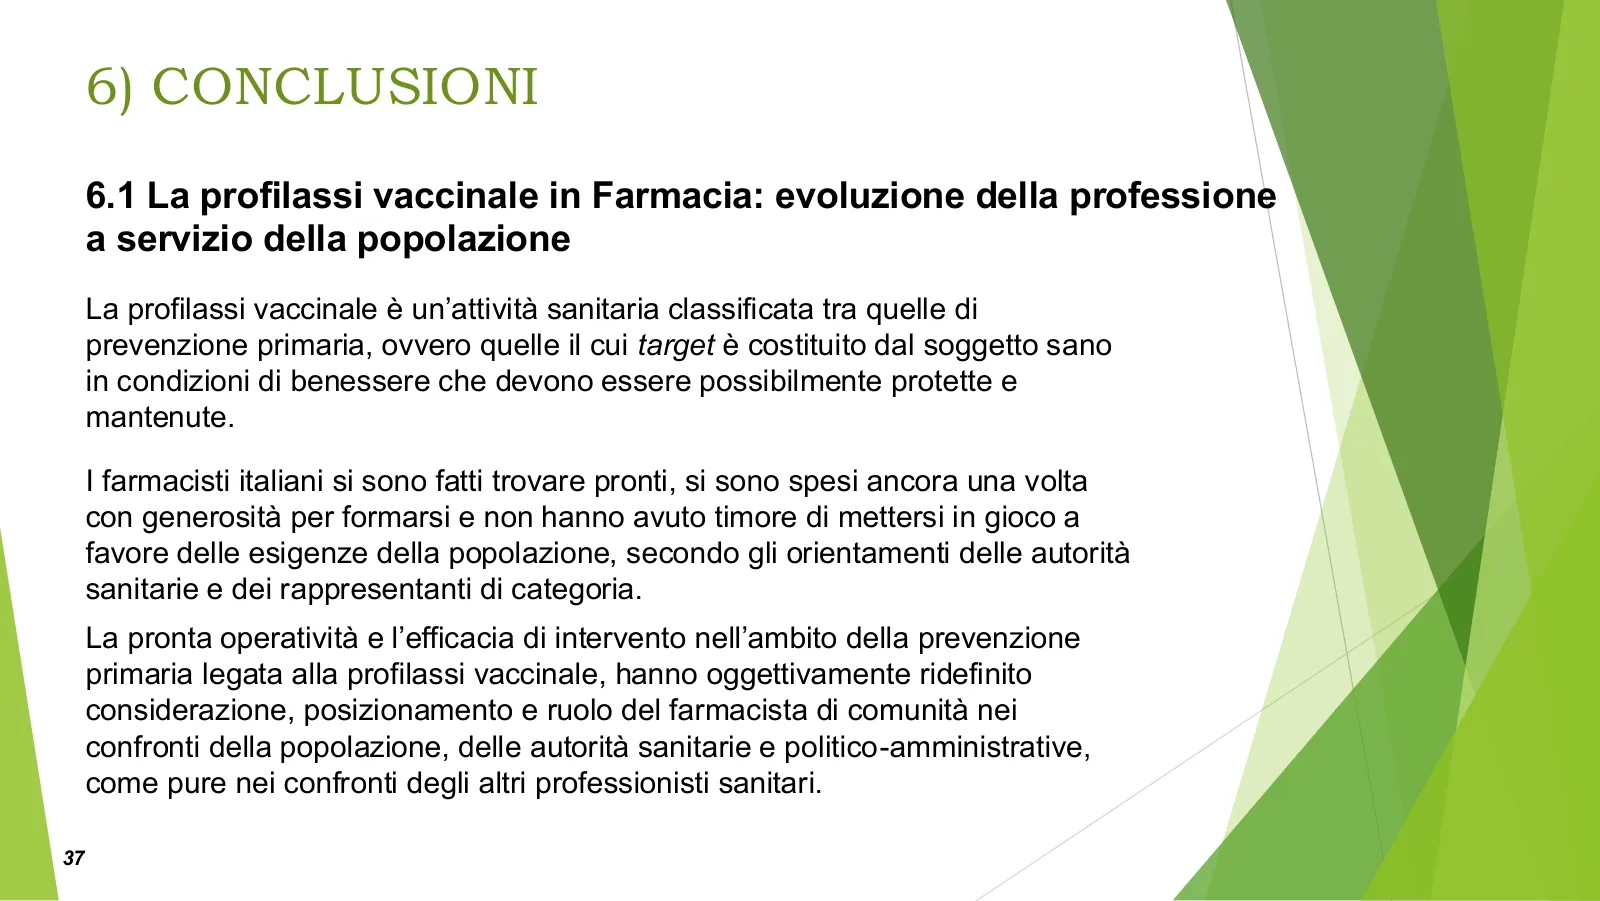 6) CONCLUSIONI
6.1 La profilassi vaccinale in Farmacia: evoluzione della professione
a servizio della popolazione
La profilassi vaccinale è un’attività sanitaria classificata tra quelle di
prevenzione primaria, ovvero quelle il cui target è costituito dal soggetto sano
in condizioni di benessere che devono essere possibilmente protette e
mantenute.
I farmacisti italiani si sono fatti trovare pronti, si sono spesi ancora una volta
con generosità per formarsi e non hanno avuto timore di mettersi in gioco a
favore delle esigenze della popolazione, secondo gli orientamenti delle autorità
sanitarie e dei rappresentanti di categoria.
La pronta operatività e l’efficacia di intervento nell’ambito della prevenzione
primaria legata alla profilassi vaccinale, hanno oggettivamente ridefinito
considerazione, posizionamento e ruolo del farmacista di comunità nei
confronti della popolazione, delle autorità sanitarie e politico-amministrative,
come pure nei confronti degli altri professionisti sanitari.
37